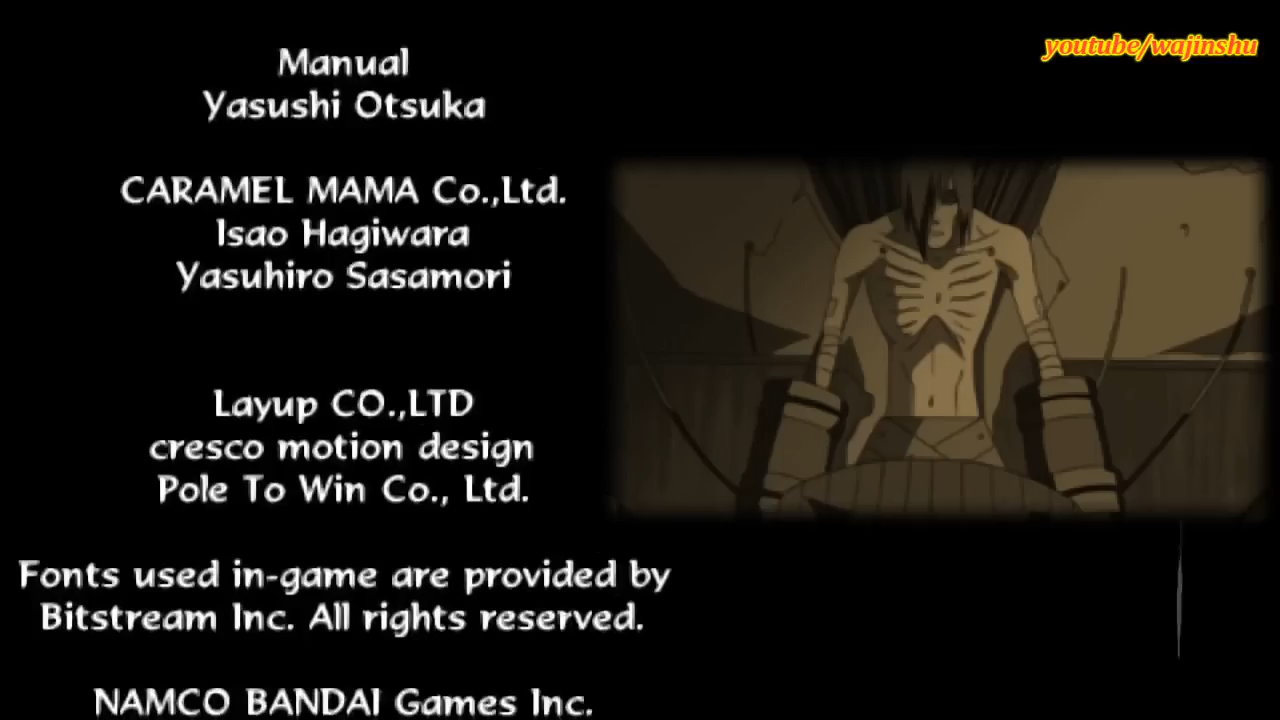 youtube/wajinshu
Manual
Yasushi Otsuka
CARAMEL MAMA Co.,Ltd.
Isao Hagiwara
Yasuhiro Sasamori
Layup CO.,LTD
cresco motion design
Pole To Win Co., Ltd.
Fonts used in-game are provided by
Bitstream Inc. All rights reserved.
NAMCO BANDAI Games Inc.